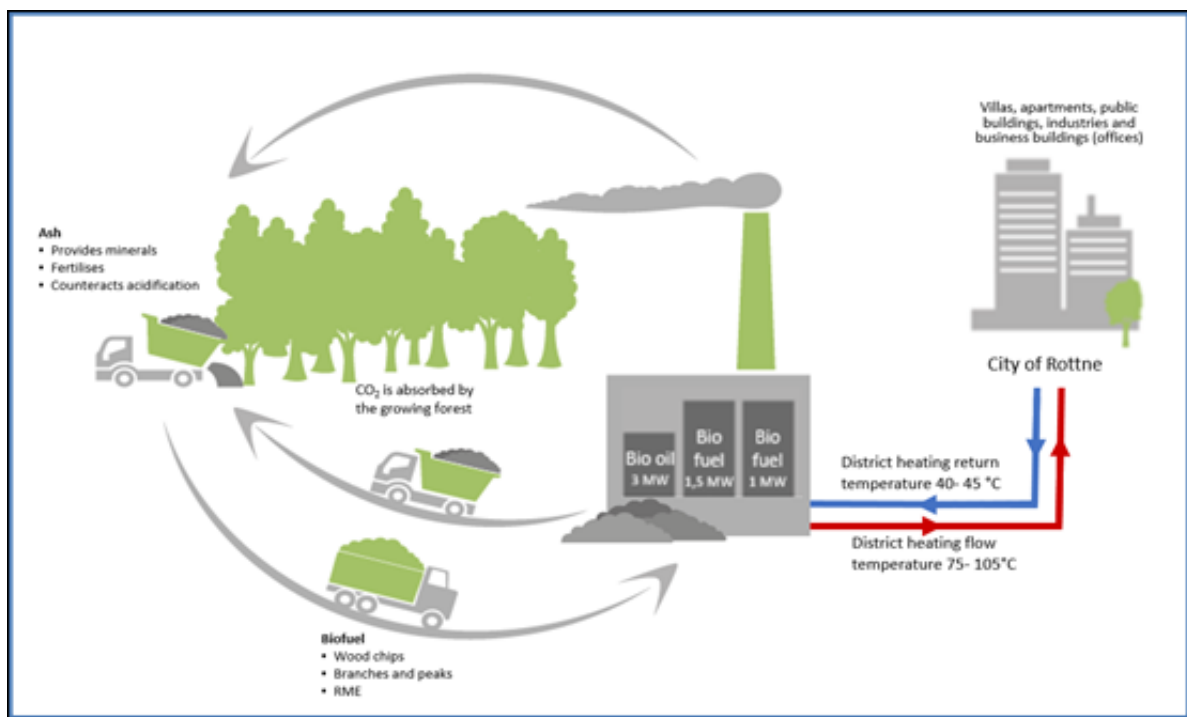 Villas, apartments, public
buildings, industries and
business buildings (offices)
Ash
▪ Provides minerals
▪ Fertilises
▪ Counteracts acidification
CO₂ is absorbed by
the growing forest
City of Rottne
Bio oil
3 MW
Bio
fuel
1,5 MW
Bio
fuel
1 MW
District heating return
temperature 40- 45 °C
District heating flow
temperature 75- 105°C
Biofuel
▪ Wood chips
▪ Branches and peaks
▪ RME